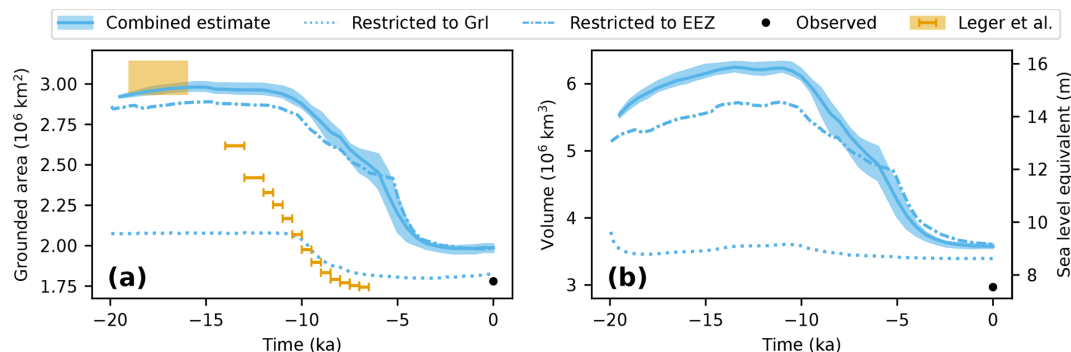 Combined estimate Restricted to Grl Restricted to EEZ Observed Leger et al.
Grounded area (10⁶ km²)
3.00
2.75
2.50
2.25
2.00
1.75
(a)
−20 −15 −10 −5 0
Time (ka)
Volume (10⁶ km³)
6
5
4
3
(b)
−20 −15 −10 −5 0
Time (ka)
16
14
12
10
8
Sea level equivalent (m)